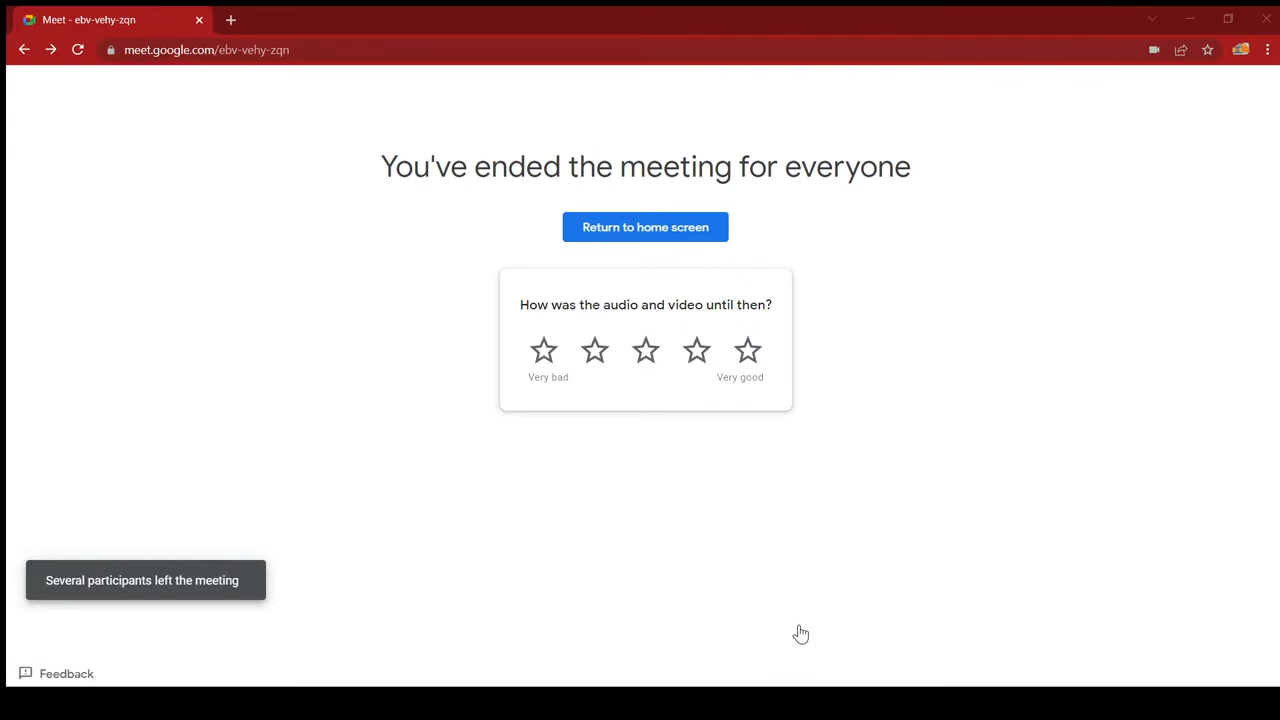 Meet - ebv-vehy-zqn
meet.google.com/ebv-vehy-zqn
You've ended the meeting for everyone
Return to home screen
How was the audio and video until then?
Very bad
Very good
Several participants left the meeting
Feedback